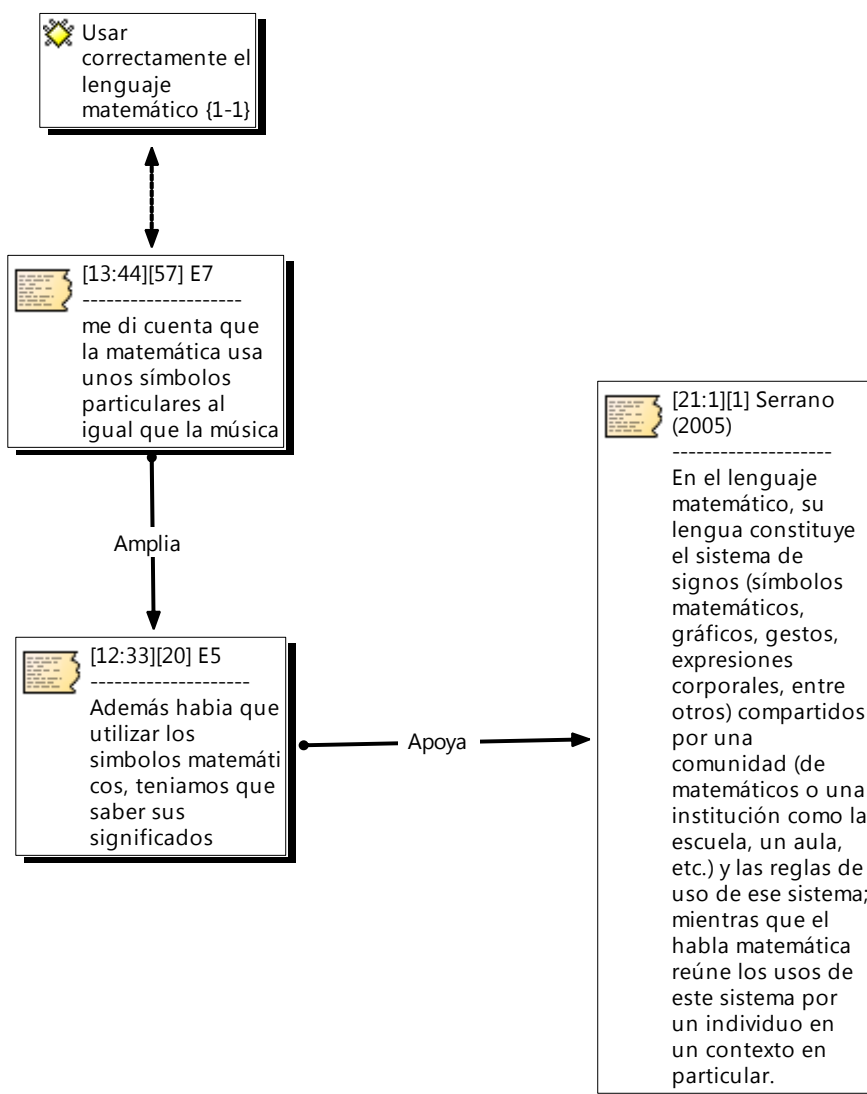 Usar
correctamente el
lenguaje
matemático {1-1}
[13:44][57] E7
--------------------
me di cuenta que
la matemática usa
unos símbolos
particulares al
igual que la música
Amplia
[12:33][20] E5
--------------------
Además habia que
utilizar los
simbolos matemáti
cos, teniamos que
saber sus
significados
Apoya
[21:1][1] Serrano
(2005)
--------------------
En el lenguaje
matemático, su
lengua constituye
el sistema de
signos (símbolos
matemáticos,
gráficos, gestos,
expresiones
corporales, entre
otros) compartidos
por una
comunidad (de
matemáticos o una
institución como la
escuela, un aula,
etc.) y las reglas de
uso de ese sistema;
mientras que el
habla matemática
reúne los usos de
este sistema por
un individuo en
un contexto en
particular.